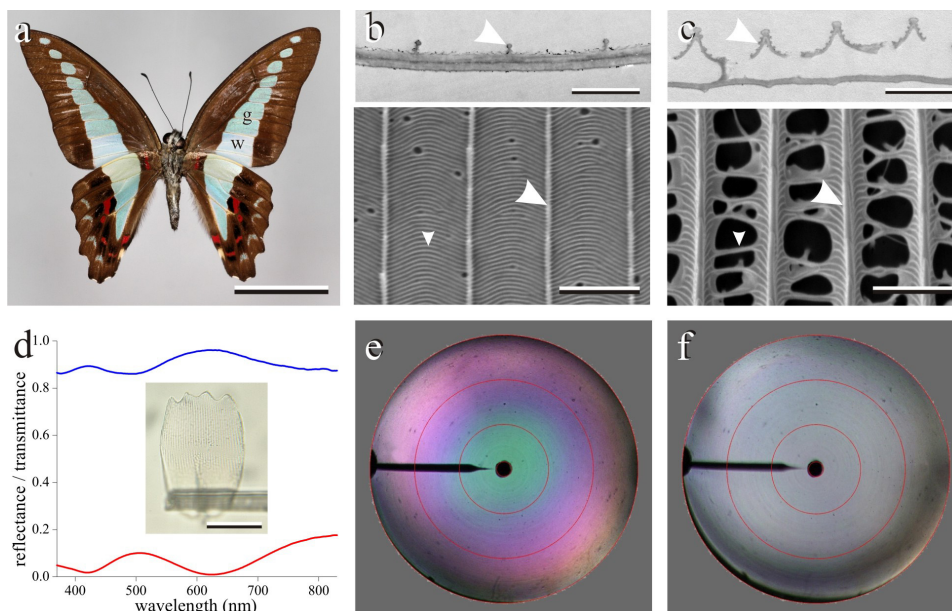 a
g
w
b
c
d
1.0
0.8
0.6
0.4
0.2
0.0
reflectance / transmittance
400
500
600
700
800
wavelength (nm)
e
f